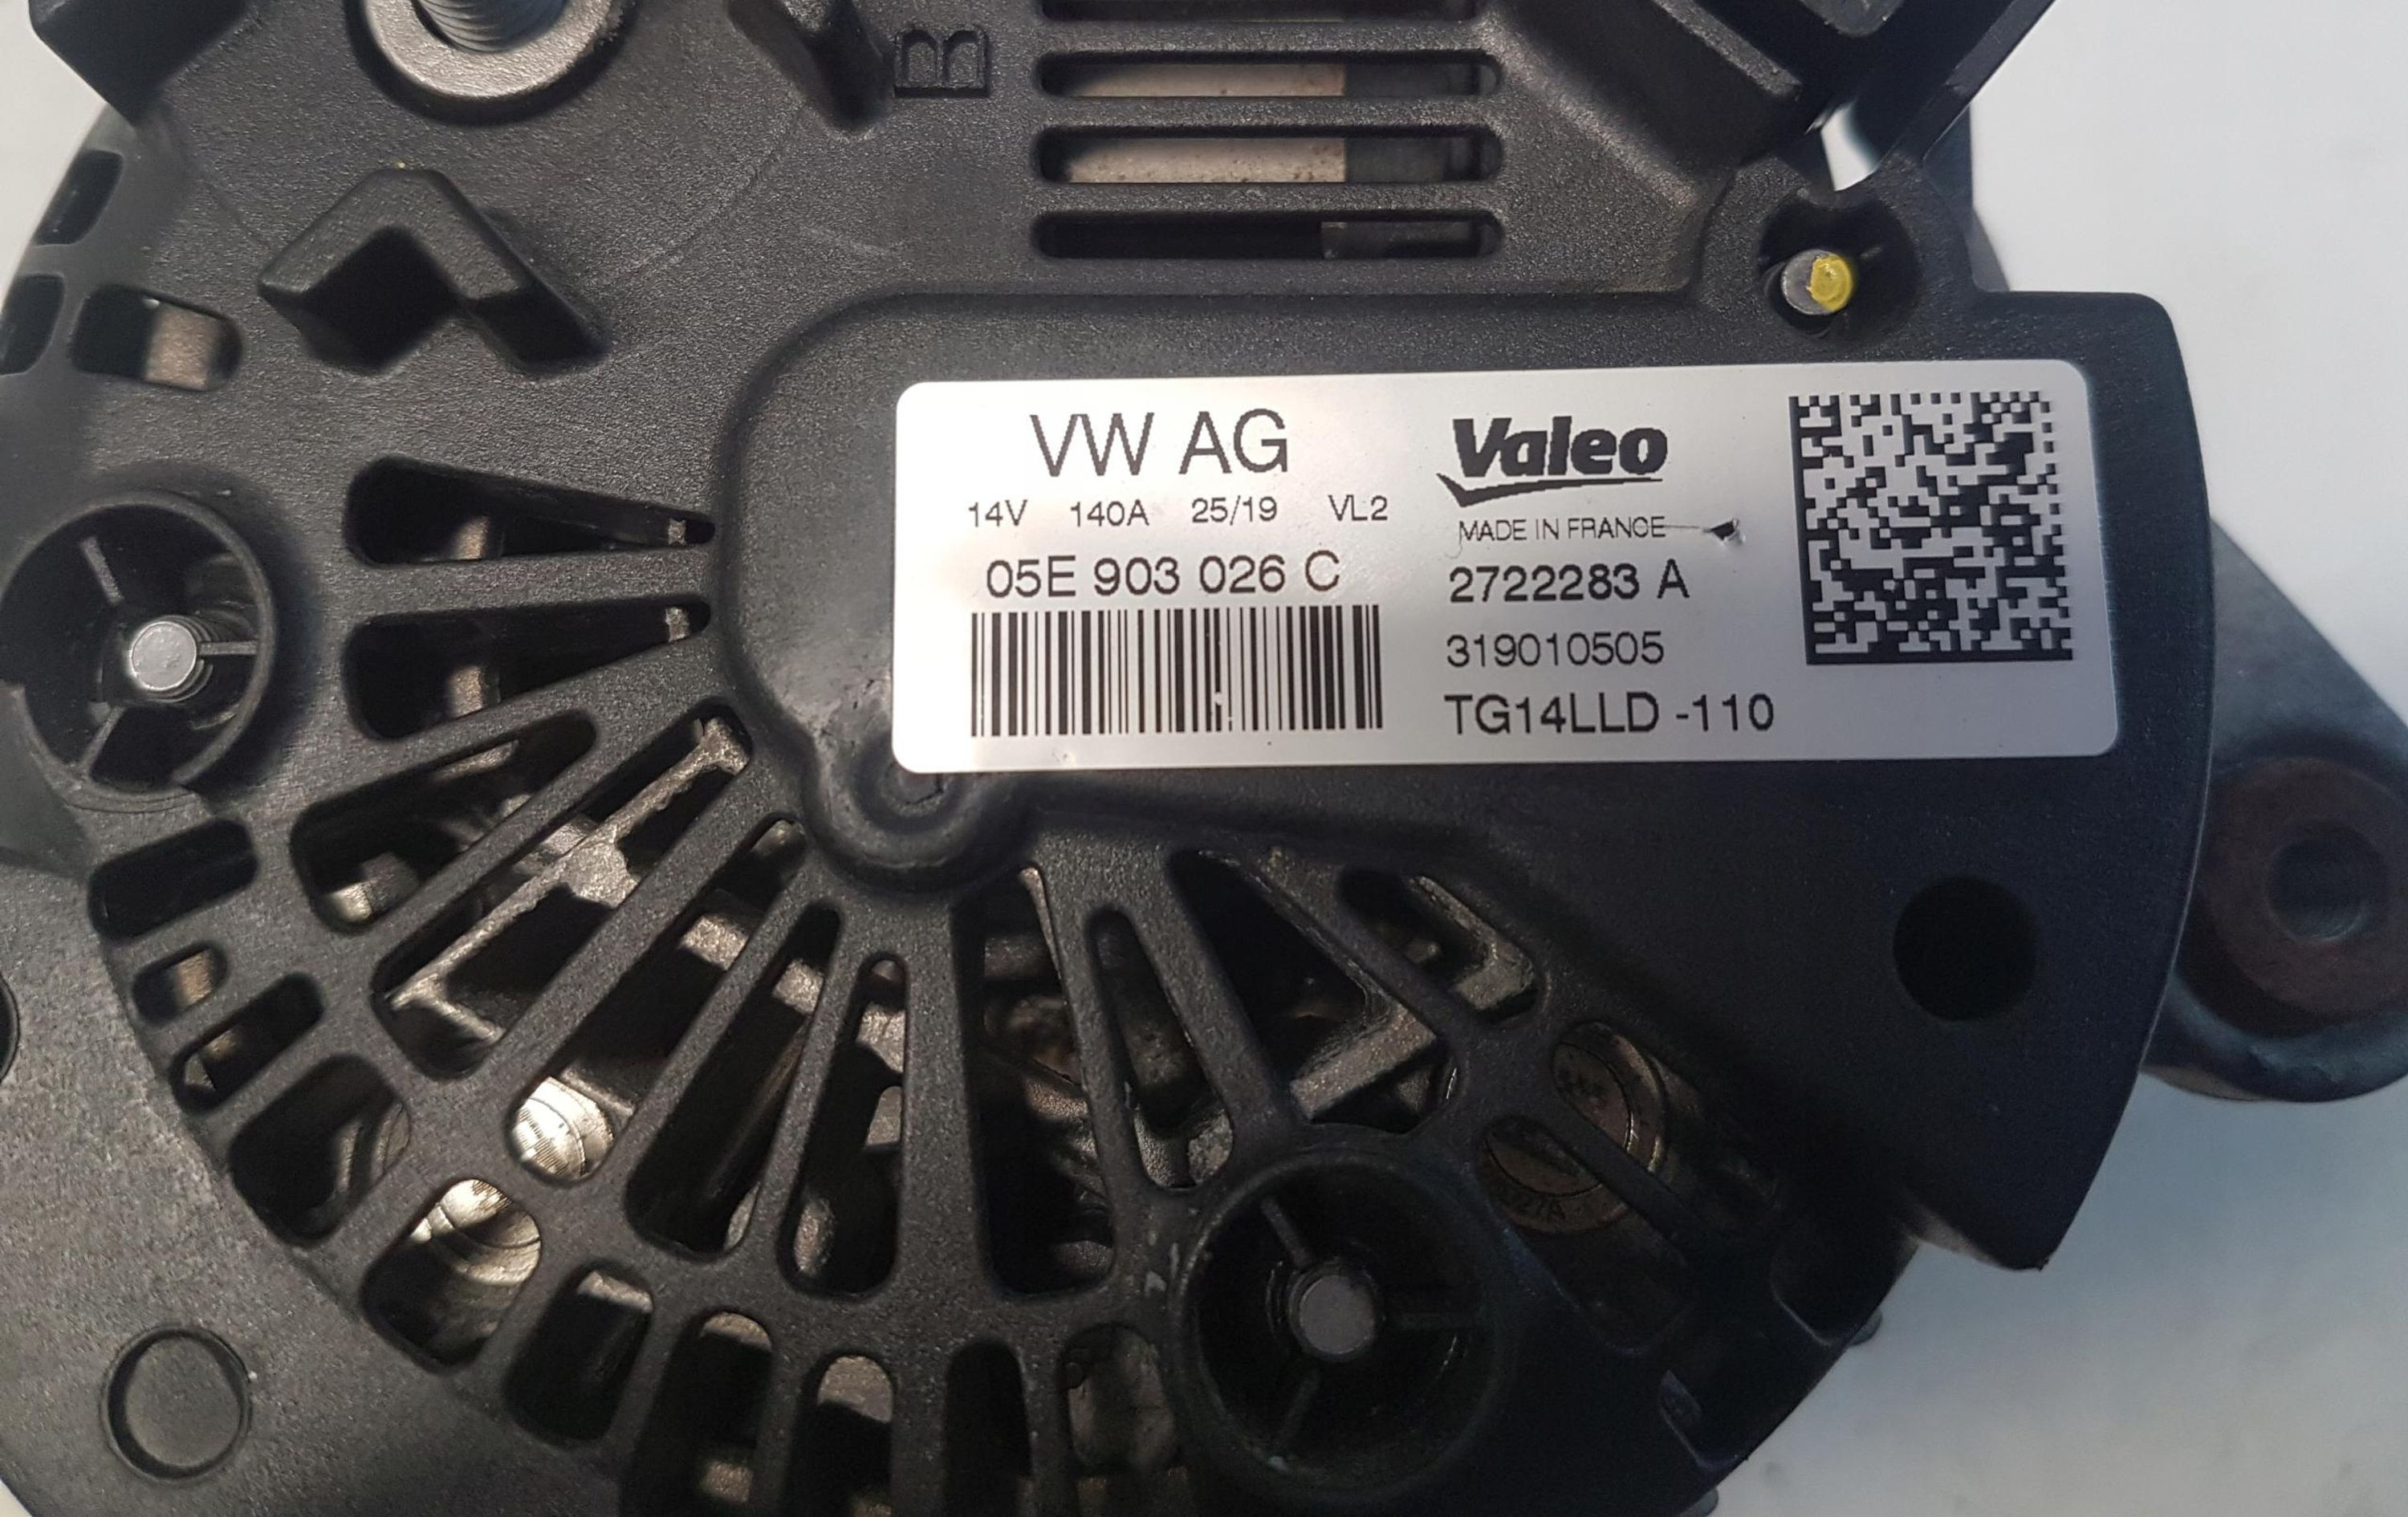 B
VW AG
14V 140A 25/19 VL2
05E 903 026 C
Valeo
MADE IN FRANCE
2722283 A
319010505
TG14LLD -110